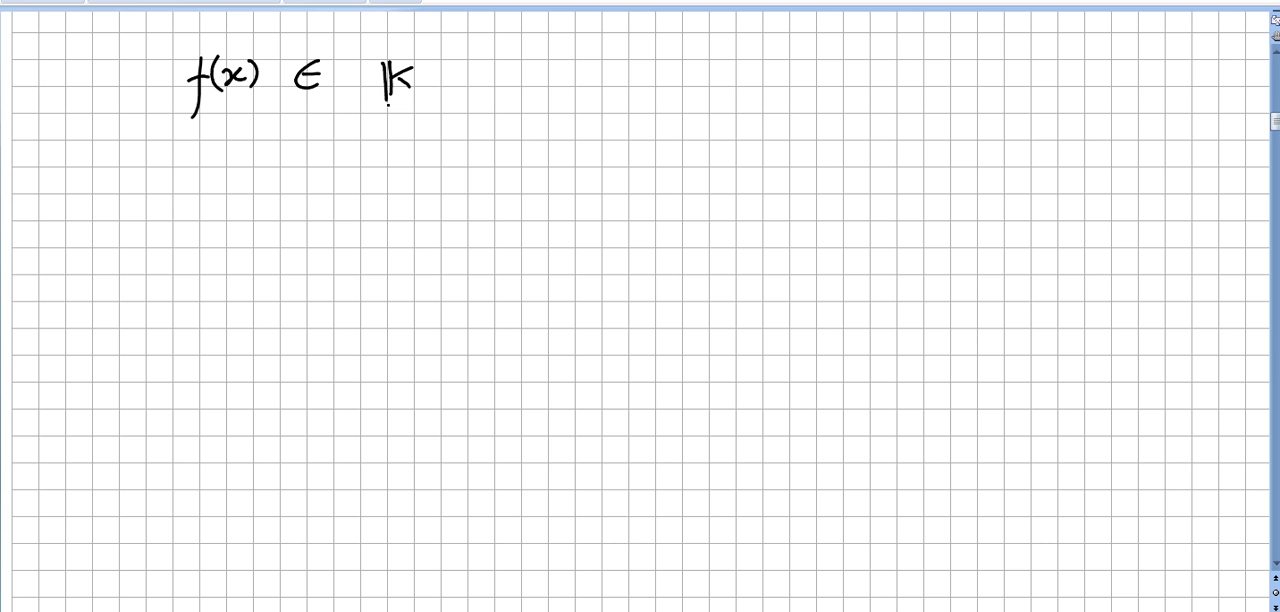 f(x) ∈ 𝕂